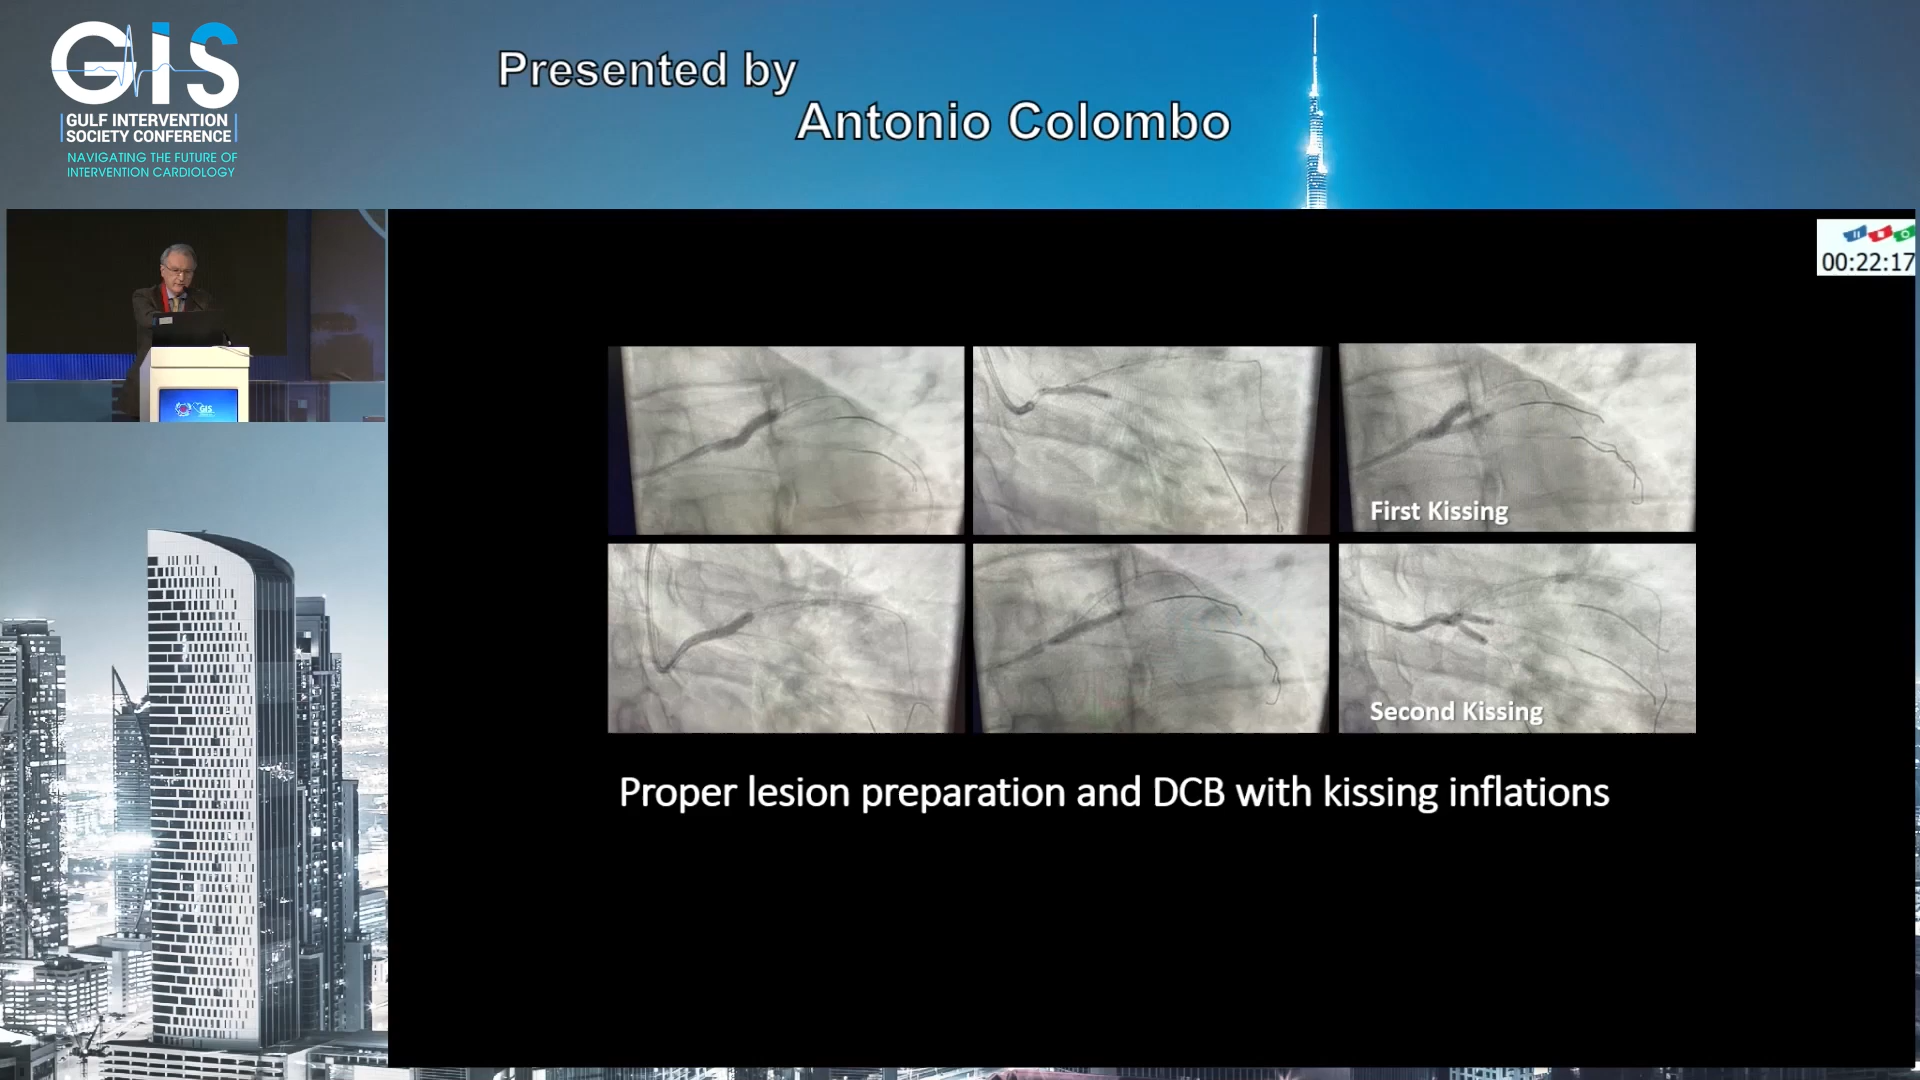 GIS
GULF INTERVENTION
SOCIETY CONFERENCE
NAVIGATING THE FUTURE OF
INTERVENTION CARDIOLOGY
Presented by
Antonio Colombo
00:22:17
GIS
First Kissing
Second Kissing
Proper lesion preparation and DCB with kissing inflations